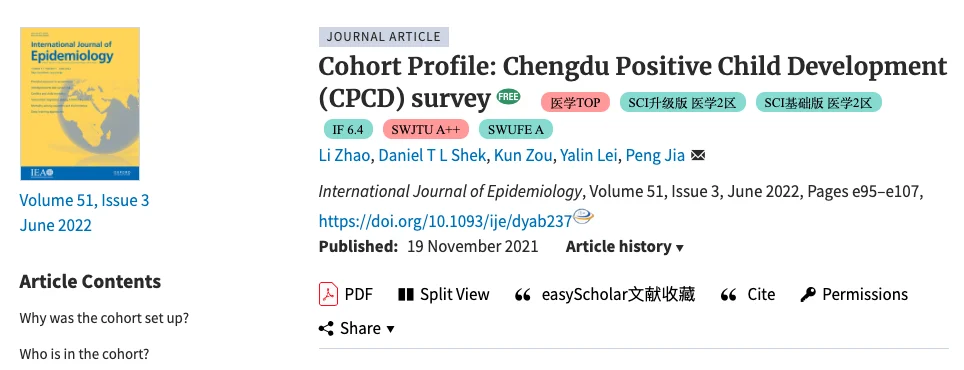 International Journal of
Epidemiology
IEA
Volume 51, Issue 3
June 2022
Article Contents
Why was the cohort set up?
Who is in the cohort?
JOURNAL ARTICLE
Cohort Profile: Chengdu Positive Child Development
(CPCD) survey FREE 医学TOP SCI升级版 医学2区 SCI基础版 医学2区
IF 6.4 SWJTU A++ SWUFE A
Li Zhao, Daniel T L Shek, Kun Zou, Yalin Lei, Peng Jia
International Journal of Epidemiology, Volume 51, Issue 3, June 2022, Pages e95–e107,
https://doi.org/10.1093/ije/dyab237
Published: 19 November 2021 Article history ▾
PDF Split View easyScholar文献收藏 Cite Permissions
Share ▾